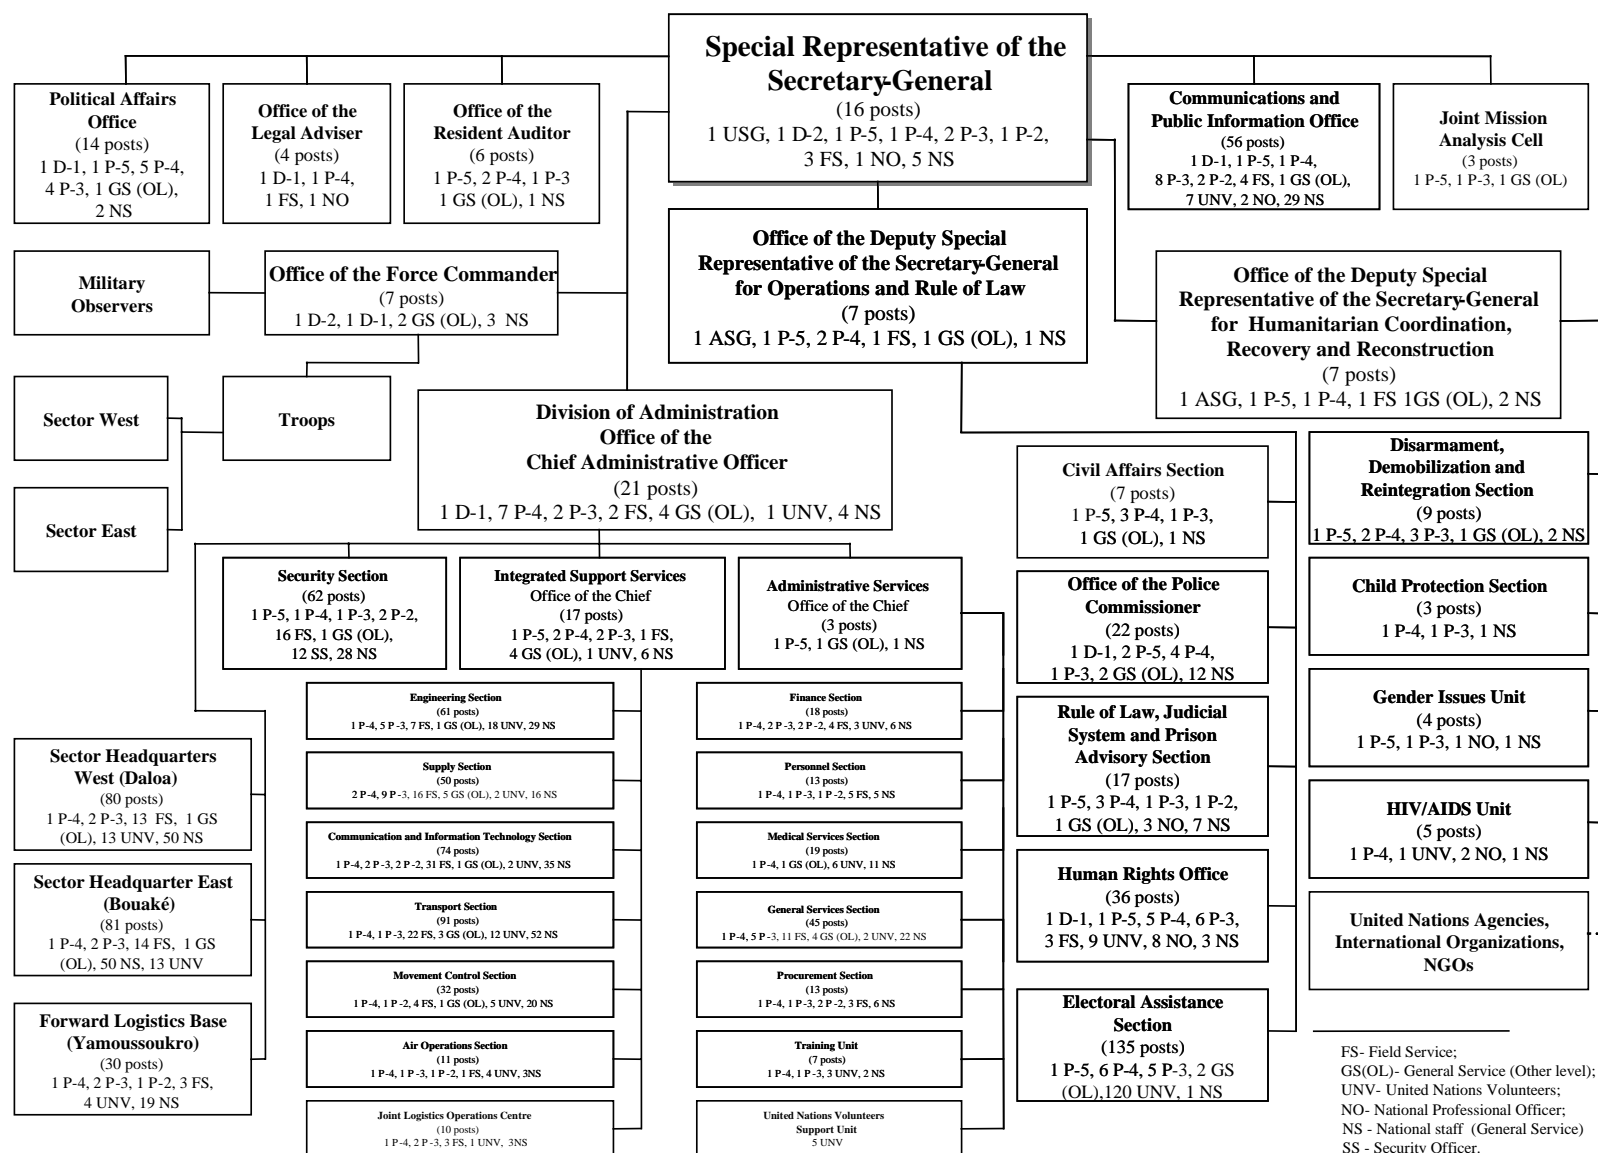 Special Representative of the
Secretary-General
(16 posts)
1 USG, 1 D-2, 1 P-5, 1 P-4, 2 P-3, 1 P-2,
3 FS, 1 NO, 5 NS
Political Affairs
Office
(14 posts)
1 D-1, 1 P-5, 5 P-4,
4 P-3, 1 GS (OL),
2 NS
Office of the
Legal Adviser
(4 posts)
1 D-1, 1 P-4,
1 FS, 1 NO
Office of the
Resident Auditor
(6 posts)
1 P-5, 2 P-4, 1 P-3
1 GS (OL), 1 NS
Communications and
Public Information Office
(56 posts)
1 D-1, 1 P-5, 1 P-4,
8 P-3, 2 P-2, 4 FS, 1 GS (OL),
7 UNV, 2 NO, 29 NS
Joint Mission
Analysis Cell
(3 posts)
1 P-5, 1 P-3, 1 GS (OL)
Military
Observers
Office of the Force Commander
(7 posts)
1 D-2, 1 D-1, 2 GS (OL), 3 NS
Office of the Deputy Special
Representative of the Secretary-General
for Operations and Rule of Law
(7 posts)
1 ASG, 1 P-5, 2 P-4, 1 FS, 1 GS (OL), 1 NS
Office of the Deputy Special
Representative of the Secretary-General
for Humanitarian Coordination,
Recovery and Reconstruction
(7 posts)
1 ASG, 1 P-5, 1 P-4, 1 FS 1GS (OL), 2 NS
Sector West
Troops
Sector East
Division of Administration
Office of the
Chief Administrative Officer
(21 posts)
1 D-1, 7 P-4, 2 P-3, 2 FS, 4 GS (OL), 1 UNV, 4 NS
Security Section
(62 posts)
1 P-5, 1 P-4, 1 P-3, 2 P-2,
16 FS, 1 GS (OL),
12 SS, 28 NS
Integrated Support Services
Office of the Chief
(17 posts)
1 P-5, 2 P-4, 2 P-3, 1 FS,
4 GS (OL), 1 UNV, 6 NS
Administrative Services
Office of the Chief
(3 posts)
1 P-5, 1 GS (OL), 1 NS
Sector Headquarters
West (Daloa)
(80 posts)
1 P-4, 2 P-3, 13 FS, 1 GS
(OL), 13 UNV, 50 NS
Sector Headquarter East
(Bouaké)
(81 posts)
1 P-4, 2 P-3, 14 FS, 1 GS
(OL), 50 NS, 13 UNV
Forward Logistics Base
(Yamoussoukro)
(30 posts)
1 P-4, 2 P-3, 1 P-2, 3 FS,
4 UNV, 19 NS
Engineering Section
(61 posts)
1 P-4, 5 P-3, 7 FS, 1 GS (OL), 18 UNV, 29 NS
Supply Section
(50 posts)
2 P-4, 9 P-3, 16 FS, 5 GS (OL), 2 UNV, 16 NS
Communication and Information Technology Section
(74 posts)
1 P-4, 2 P-3, 2 P-2, 31 FS, 1 GS (OL), 2 UNV, 35 NS
Transport Section
(91 posts)
1 P-4, 1 P-3, 22 FS, 3 GS (OL), 12 UNV, 52 NS
Movement Control Section
(32 posts)
1 P-4, 1 P-2, 4 FS, 1 GS (OL), 5 UNV, 20 NS
Air Operations Section
(11 posts)
1 P-4, 1 P-3, 1 P-2, 1 FS, 4 UNV, 3NS
Joint Logistics Operations Centre
(10 posts)
1 P-4, 2 P-3, 3 FS, 1 UNV, 3NS
Finance Section
(18 posts)
1 P-4, 2 P-3, 2 P-2, 4 FS, 3 UNV, 6 NS
Personnel Section
(13 posts)
1 P-4, 1 P-3, 1 P-2, 5 FS, 5 NS
Medical Services Section
(19 posts)
1 P-4, 1 GS (OL), 6 UNV, 11 NS
General Services Section
(45 posts)
1 P-4, 5 P-3, 11 FS, 4 GS (OL), 2 UNV, 22 NS
Procurement Section
(13 posts)
1 P-4, 1 P-3, 2 P-2, 3 FS, 6 NS
Training Unit
(7 posts)
1 P-4, 1 P-3, 3 UNV, 2 NS
United Nations Volunteers
Support Unit
5 UNV
Civil Affairs Section
(7 posts)
1 P-5, 3 P-4, 1 P-3,
1 GS (OL), 1 NS
Office of the Police
Commissioner
(22 posts)
1 D-1, 2 P-5, 4 P-4,
1 P-3, 2 GS (OL), 12 NS
Rule of Law, Judicial
System and Prison
Advisory Section
(17 posts)
1 P-5, 3 P-4, 1 P-3, 1 P-2,
1 GS (OL), 3 NO, 7 NS
Human Rights Office
(36 posts)
1 D-1, 1 P-5, 5 P-4, 6 P-3,
3 FS, 9 UNV, 8 NO, 3 NS
Electoral Assistance
Section
(135 posts)
1 P-5, 6 P-4, 5 P-3, 2 GS
(OL),120 UNV, 1 NS
Disarmament,
Demobilization and
Reintegration Section
(9 posts)
1 P-5, 2 P-4, 3 P-3, 1 GS (OL), 2 NS
Child Protection Section
(3 posts)
1 P-4, 1 P-3, 1 NS
Gender Issues Unit
(4 posts)
1 P-5, 1 P-3, 1 NO, 1 NS
HIV/AIDS Unit
(5 posts)
1 P-4, 1 UNV, 2 NO, 1 NS
United Nations Agencies,
International Organizations,
NGOs
FS- Field Service;
GS(OL)- General Service (Other level);
UNV- United Nations Volunteers;
NO- National Professional Officer;
NS - National staff (General Service)
SS - Security Officer.